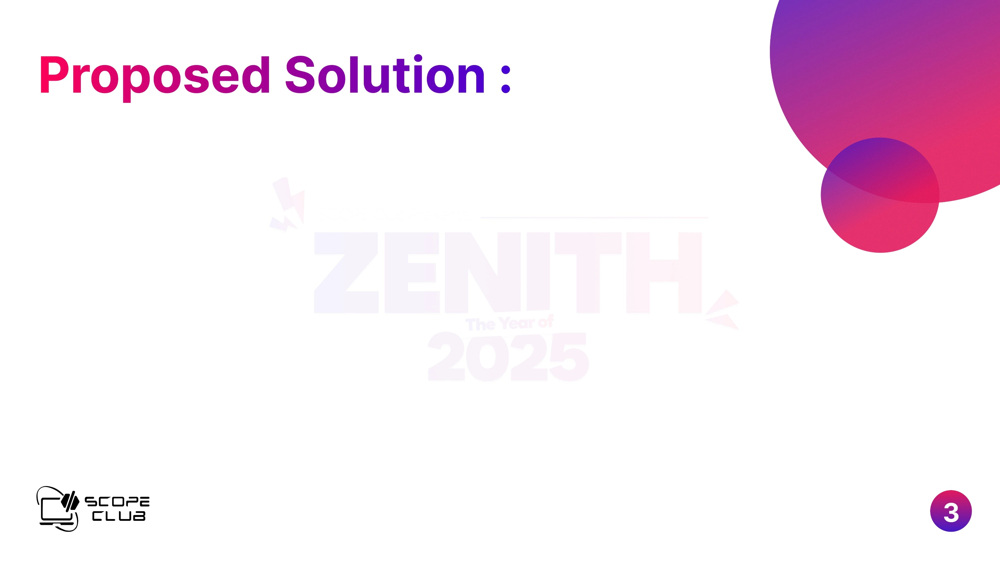 Proposed Solution :
ZENITH
The Year of
2025
SCOPE
CLUB
3